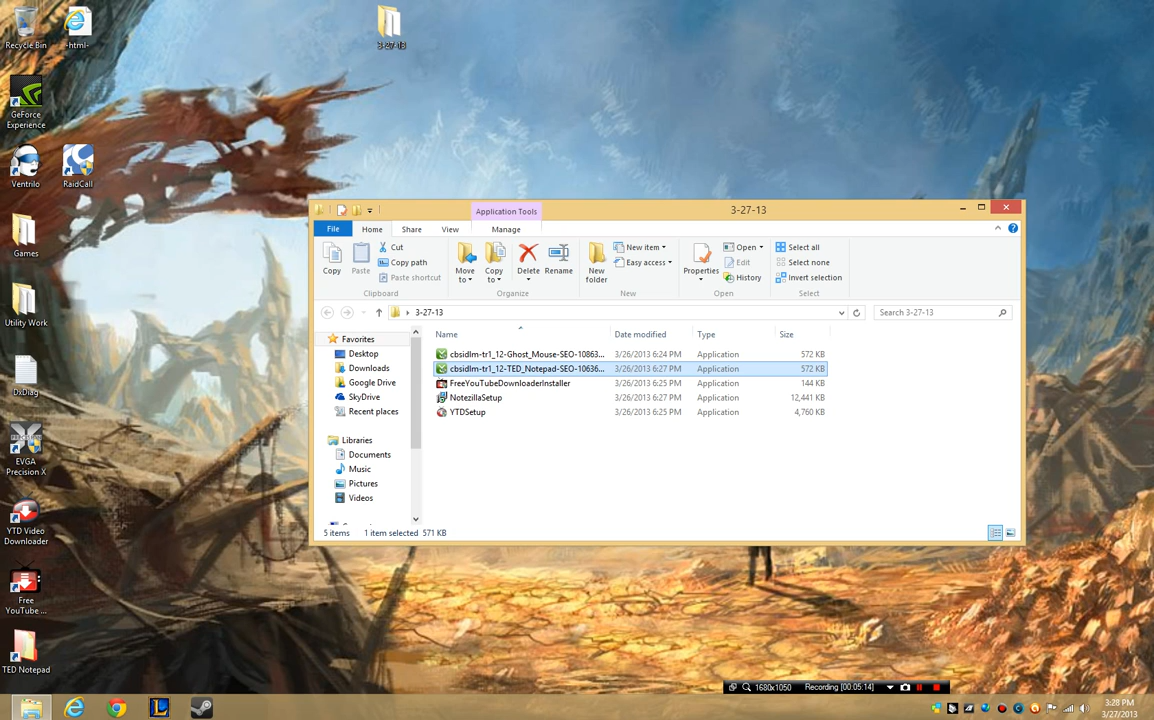 Recycle Bin
-html-
3-27-13
GeForce
Experience
Ventrilo
RaidCall
Games
Utility Work
DxDiag
EVGA
Precision X
YTD Video
Downloader
Free
YouTube ...
TED Notepad
Application Tools
3-27-13
File
Home
Share
View
Manage
Copy
Paste
Cut
Copy path
Paste shortcut
Clipboard
Move
to
Copy
to
Delete
Rename
Organize
New
folder
New item
Easy access
New
Properties
Open
Edit
History
Open
Select all
Select none
Invert selection
Select
3-27-13
Search 3-27-13
Name
Date modified
Type
Size
cbsidlm-tr1_12-Ghost_Mouse-SEO-10863... 3/26/2013 6:24 PM Application 572 KB
cbsidlm-tr1_12-TED_Notepad-SEO-10636... 3/26/2013 6:27 PM Application 572 KB
FreeYouTubeDownloaderInstaller 3/26/2013 6:25 PM Application 144 KB
NotezillaSetup 3/26/2013 6:27 PM Application 12,441 KB
YTDSetup 3/26/2013 6:25 PM Application 4,760 KB
Favorites
Desktop
Downloads
Google Drive
SkyDrive
Recent places
Libraries
Documents
Music
Pictures
Videos
5 items 1 item selected 571 KB
1680x1050 Recording [00:05:14]
3:28 PM
3/27/2013